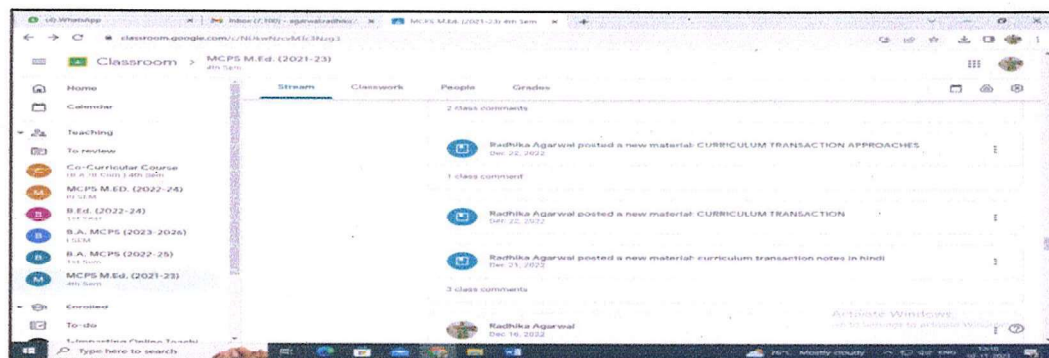 WhatsApp
MCPS M.Ed. (2021-23) 4th Sem
classroom.google.com
Classroom > MCPS M.Ed. (2021-23)
4th Sem
Home
Stream
Classwork
People
Grades
Calendar
2 class comments
Teaching
To review
Radhika Agarwal posted a new material: CURRICULUM TRANSACTION APPROACHES
Dec 22, 2022
Co-Curricular Course
1 class comment
MCPS M.ED. (2022-24)
III SEM
B.Ed. (2022-24)
Radhika Agarwal posted a new material: CURRICULUM TRANSACTION
Dec 22, 2022
B.A. MCPS (2023-2026)
I SEM
B.A. MCPS (2022-25)
Radhika Agarwal posted a new material: curriculum transaction notes in hindi
Dec 21, 2022
MCPS M.Ed. (2021-23)
4th Sem
3 class comments
Enrolled
Activate Windows
To-do
Radhika Agarwal
Dec 16, 2022
Type here to search
Mostly cloudy
ENG